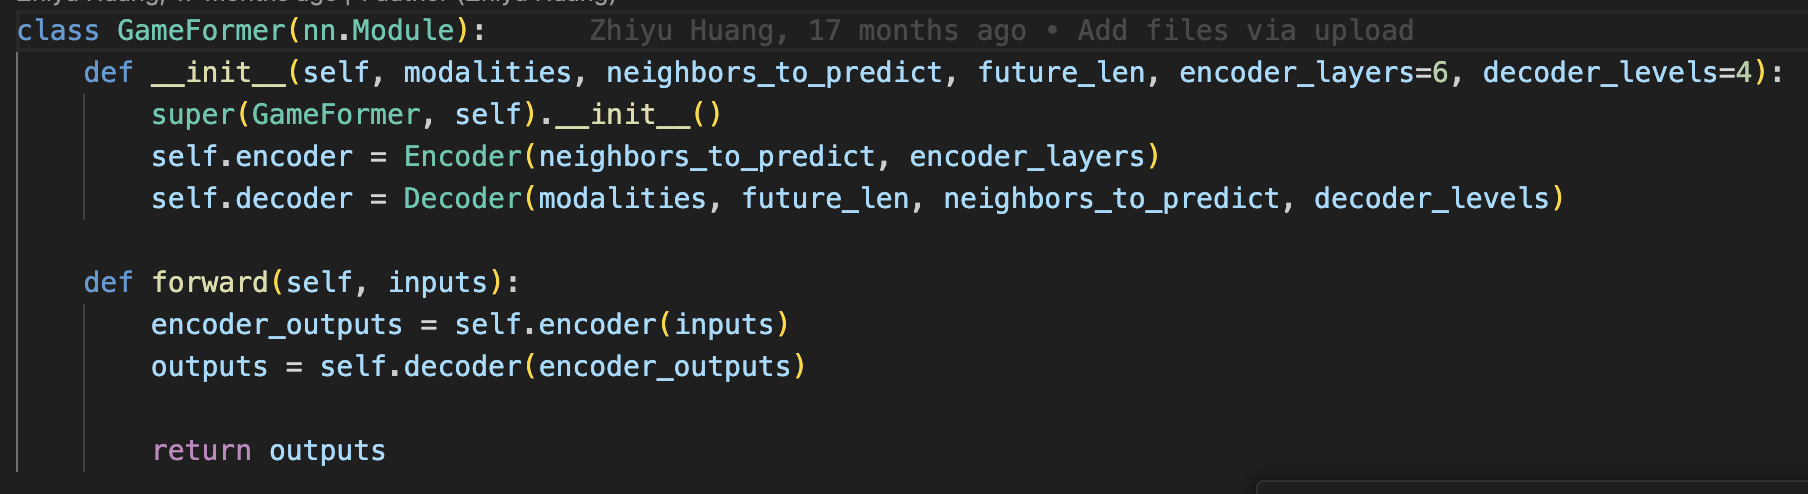 class GameFormer(nn.Module): Zhiyu Huang, 17 months ago • Add files via upload
def __init__(self, modalities, neighbors_to_predict, future_len, encoder_layers=6, decoder_levels=4):
super(GameFormer, self).__init__()
self.encoder = Encoder(neighbors_to_predict, encoder_layers)
self.decoder = Decoder(modalities, future_len, neighbors_to_predict, decoder_levels)
def forward(self, inputs):
encoder_outputs = self.encoder(inputs)
outputs = self.decoder(encoder_outputs)
return outputs